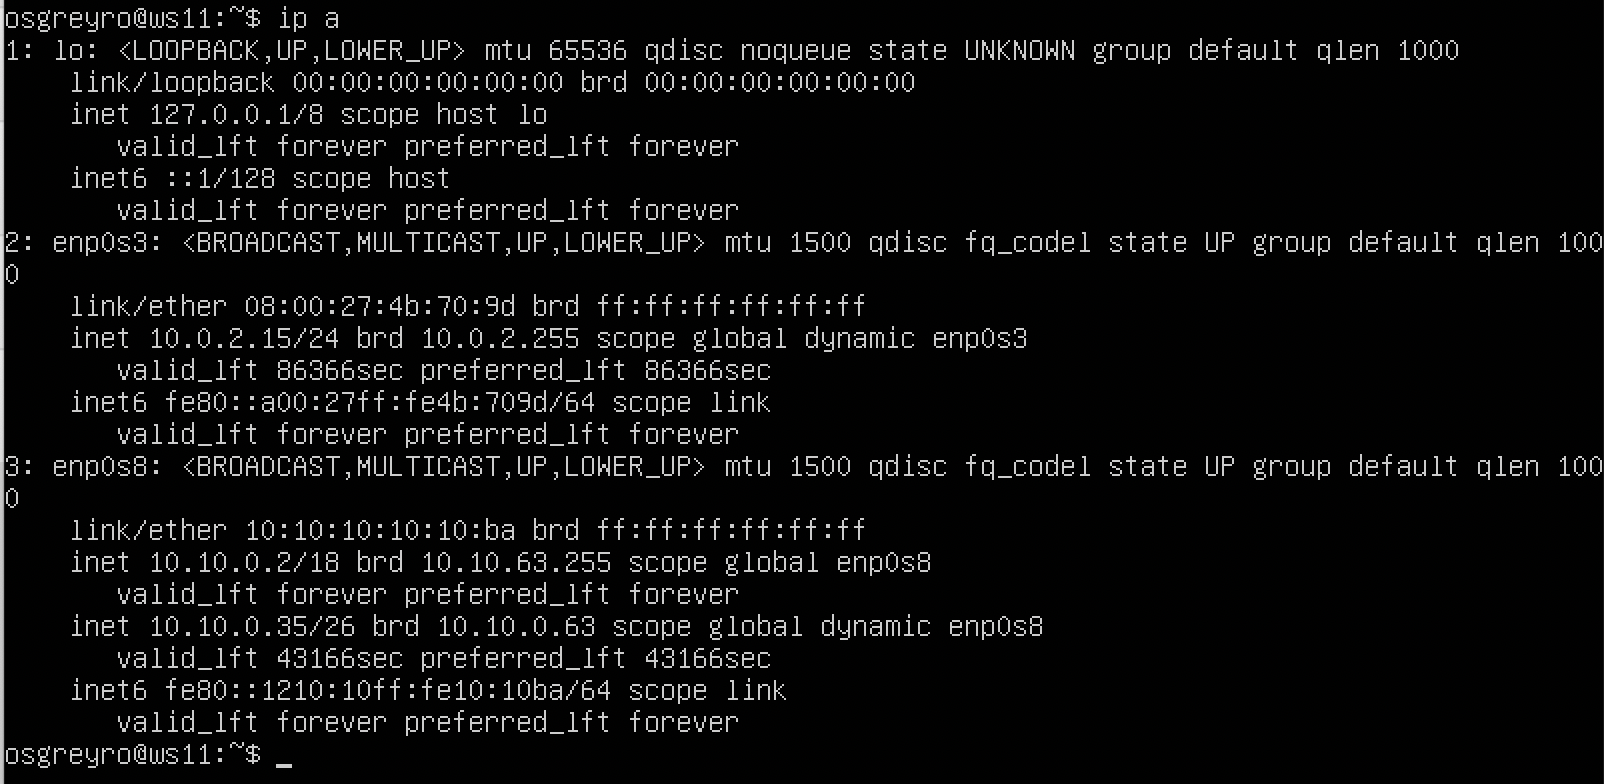 osgreyro@ws11:~$ ip a
1: lo: <LOOPBACK,UP,LOWER_UP> mtu 65536 qdisc noqueue state UNKNOWN group default qlen 1000
    link/loopback 00:00:00:00:00:00 brd 00:00:00:00:00:00
    inet 127.0.0.1/8 scope host lo
       valid_lft forever preferred_lft forever
    inet6 ::1/128 scope host
       valid_lft forever preferred_lft forever
2: enp0s3: <BROADCAST,MULTICAST,UP,LOWER_UP> mtu 1500 qdisc fq_codel state UP group default qlen 100
0
    link/ether 08:00:27:4b:70:9d brd ff:ff:ff:ff:ff:ff
    inet 10.0.2.15/24 brd 10.0.2.255 scope global dynamic enp0s3
       valid_lft 86366sec preferred_lft 86366sec
    inet6 fe80::a00:27ff:fe4b:709d/64 scope link
       valid_lft forever preferred_lft forever
3: enp0s8: <BROADCAST,MULTICAST,UP,LOWER_UP> mtu 1500 qdisc fq_codel state UP group default qlen 100
0
    link/ether 10:10:10:10:10:ba brd ff:ff:ff:ff:ff:ff
    inet 10.10.0.2/18 brd 10.10.63.255 scope global enp0s8
       valid_lft forever preferred_lft forever
    inet 10.10.0.35/26 brd 10.10.0.63 scope global dynamic enp0s8
       valid_lft 43166sec preferred_lft 43166sec
    inet6 fe80::1210:10ff:fe10:10ba/64 scope link
       valid_lft forever preferred_lft forever
osgreyro@ws11:~$ _